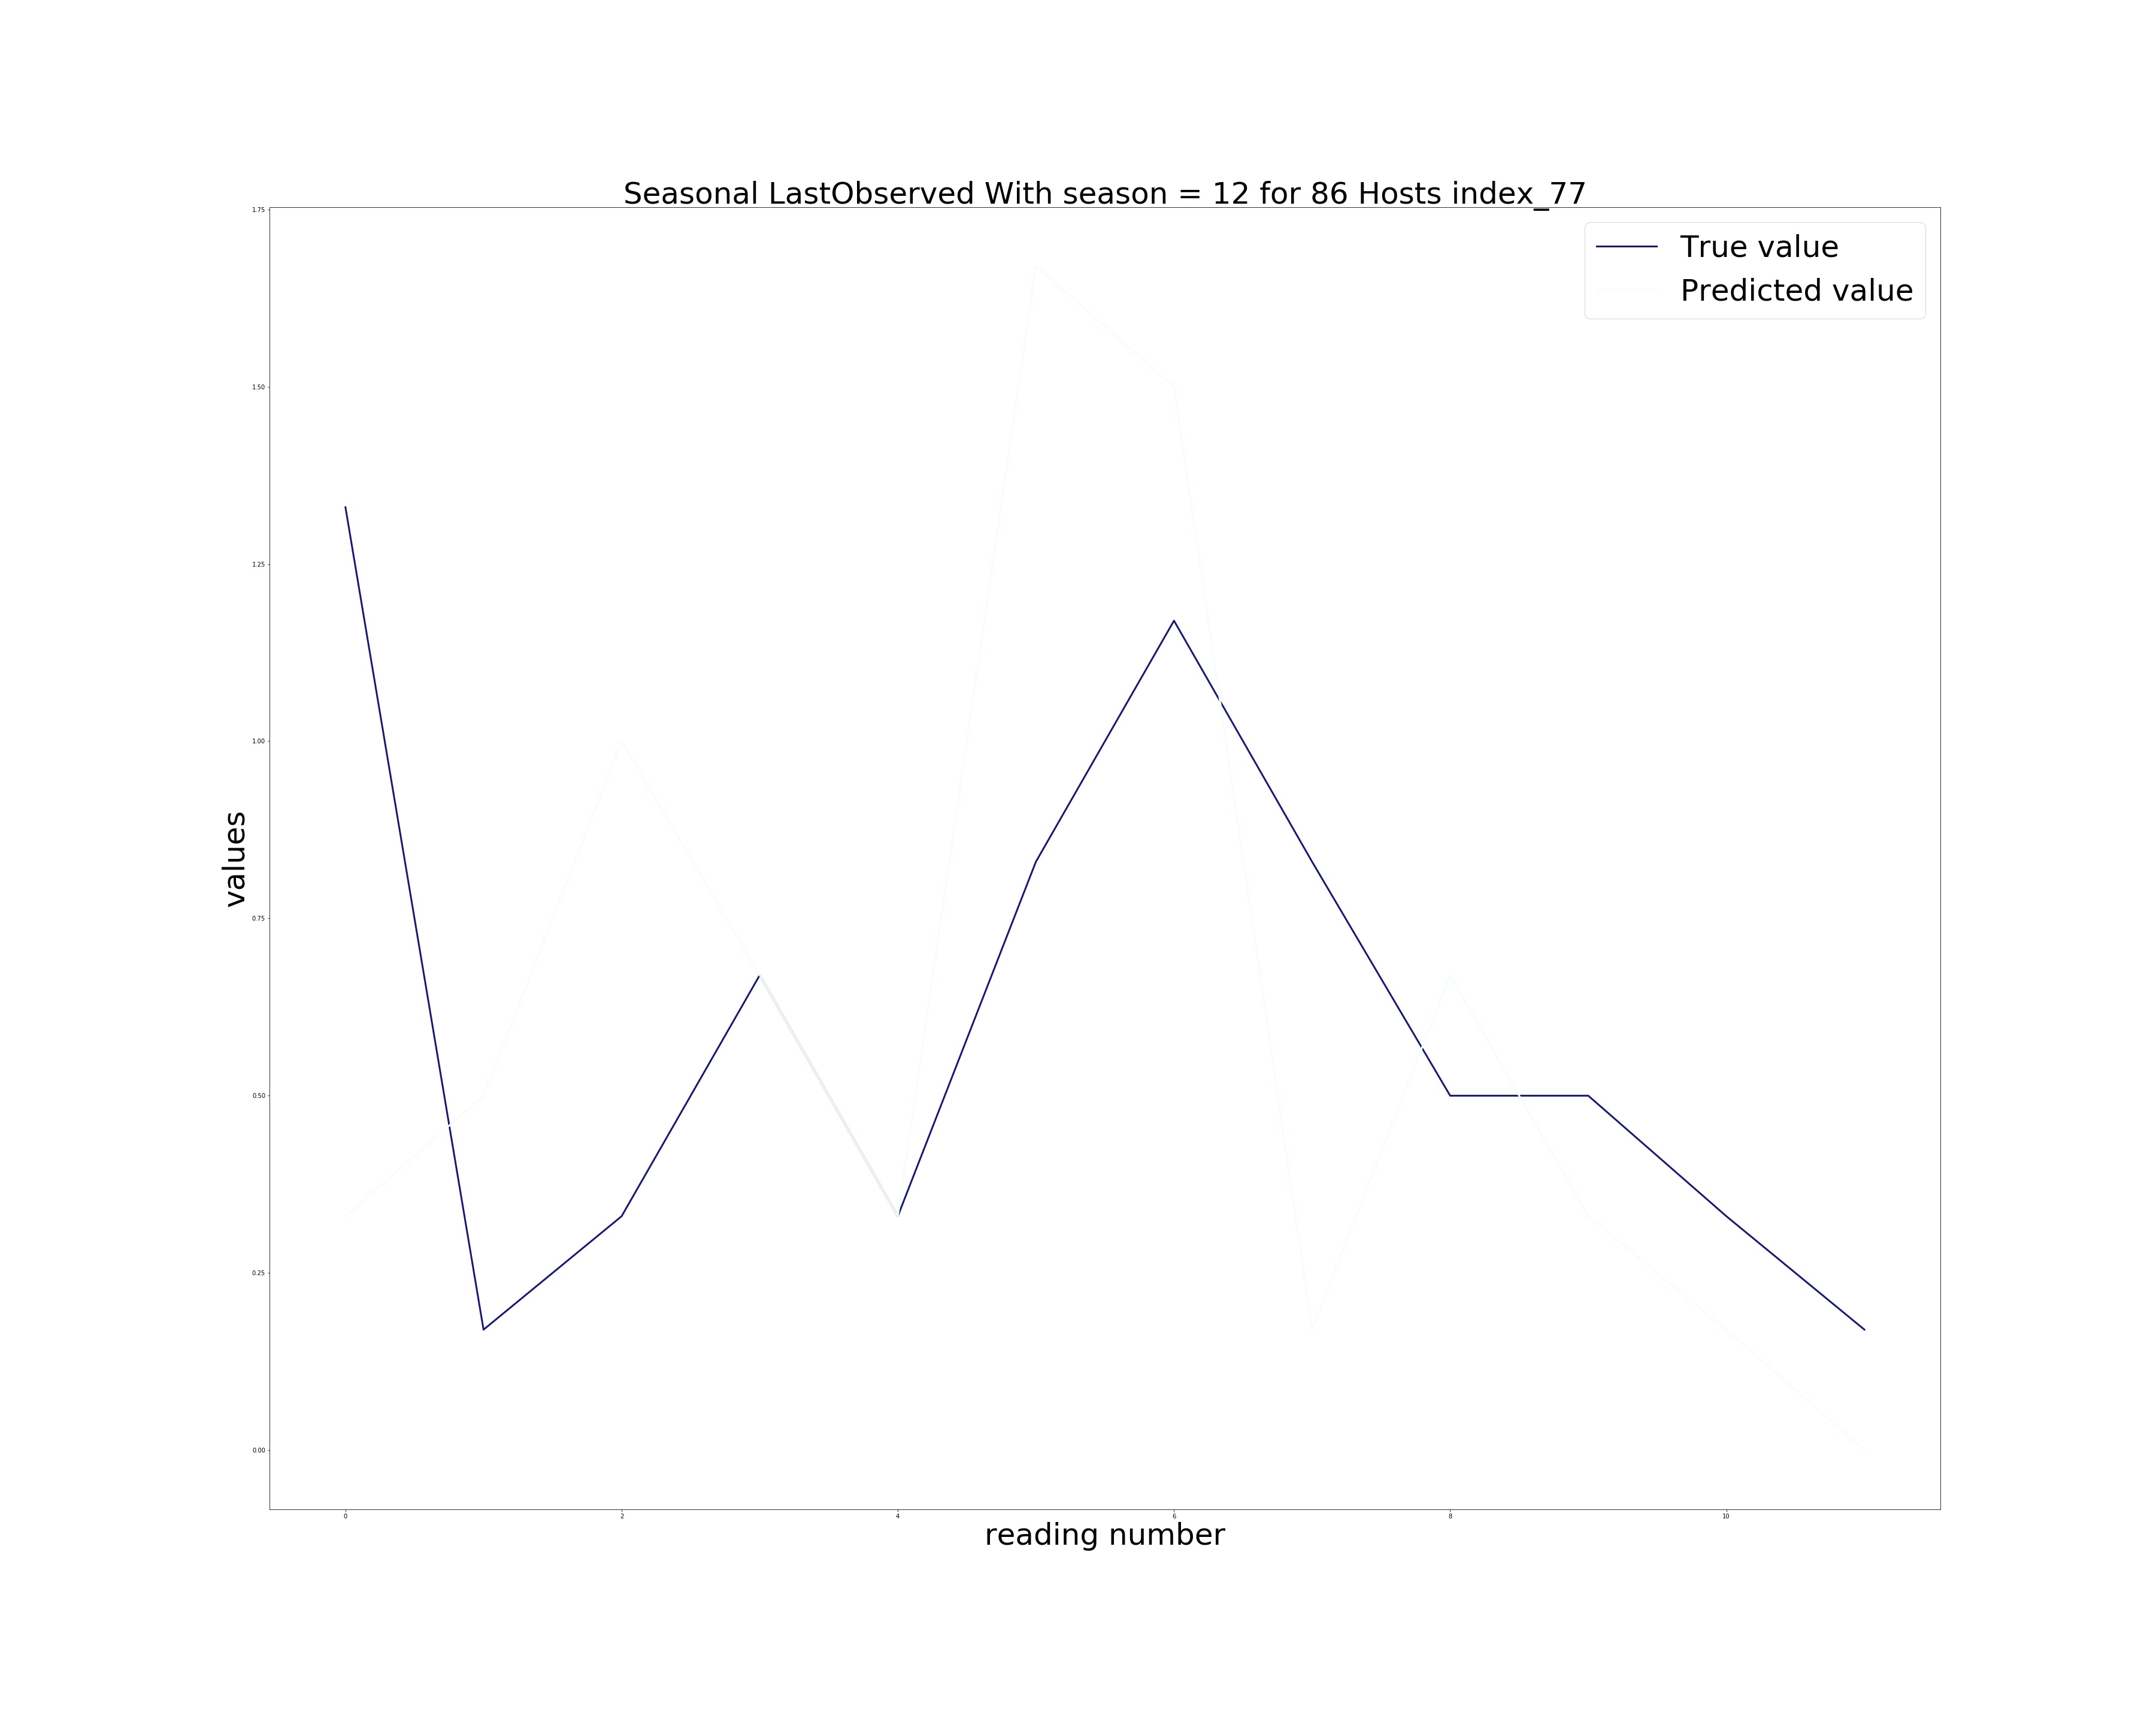 Seasonal LastObserved With season = 12 for 86 Hosts index_77
True value
Predicted value
values
1.75
1.50
1.25
1.00
0.75
0.50
0.25
0.00
0 2 4 6 8 10
reading number